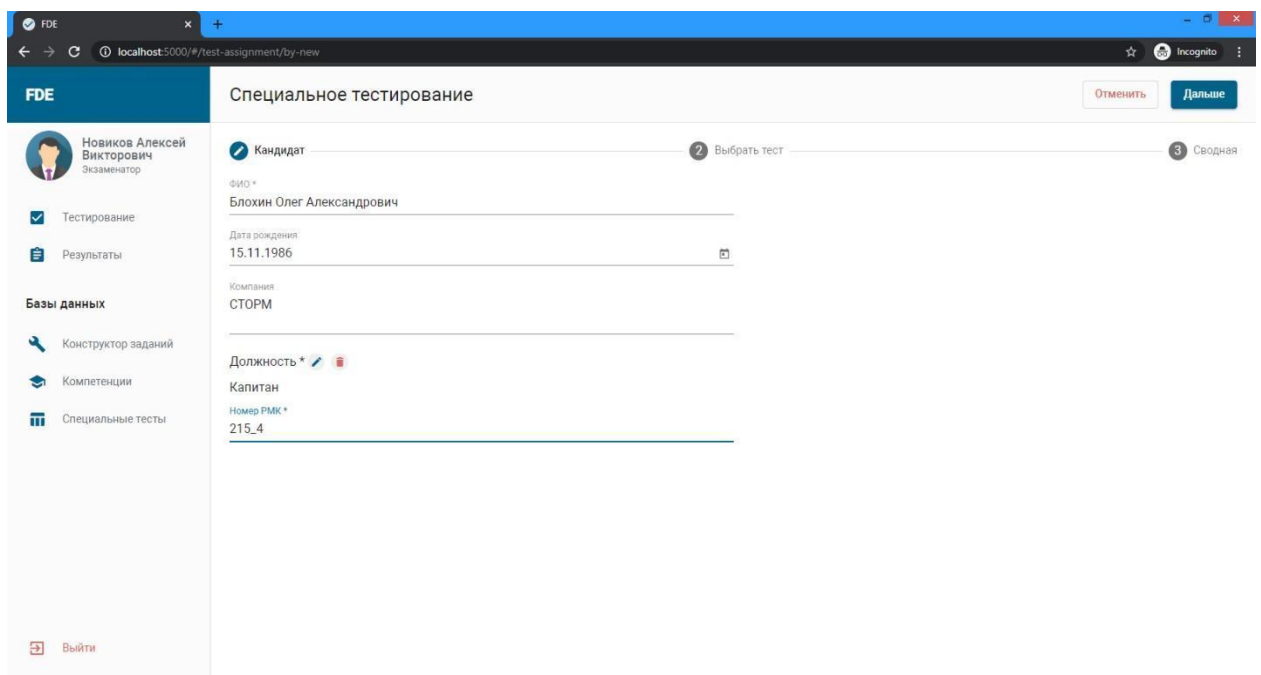 FDE
localhost:5000/#/test-assignment/by-new
Incognito
FDE
Специальное тестирование
Отменить
Дальше
Новиков Алексей
Викторович
Экзаменатор
Тестирование
Результаты
Базы данных
Конструктор заданий
Компетенции
Специальные тесты
Выйти
Кандидат
2 Выбрать тест
3 Сводная
ФИО *
Блохин Олег Александрович
Дата рождения
15.11.1986
Компания
СТОРМ
Должность *
Капитан
Номер РМК *
215_4